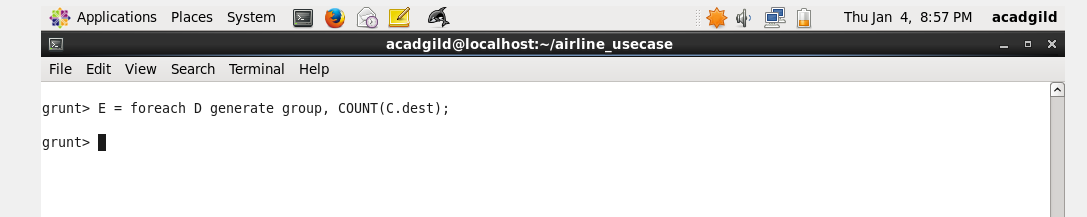 Applications Places System Thu Jan 4, 8:57 PM acadgild
acadgild@localhost:~/airline_usecase
File Edit View Search Terminal Help
grunt> E = foreach D generate group, COUNT(C.dest);
grunt>